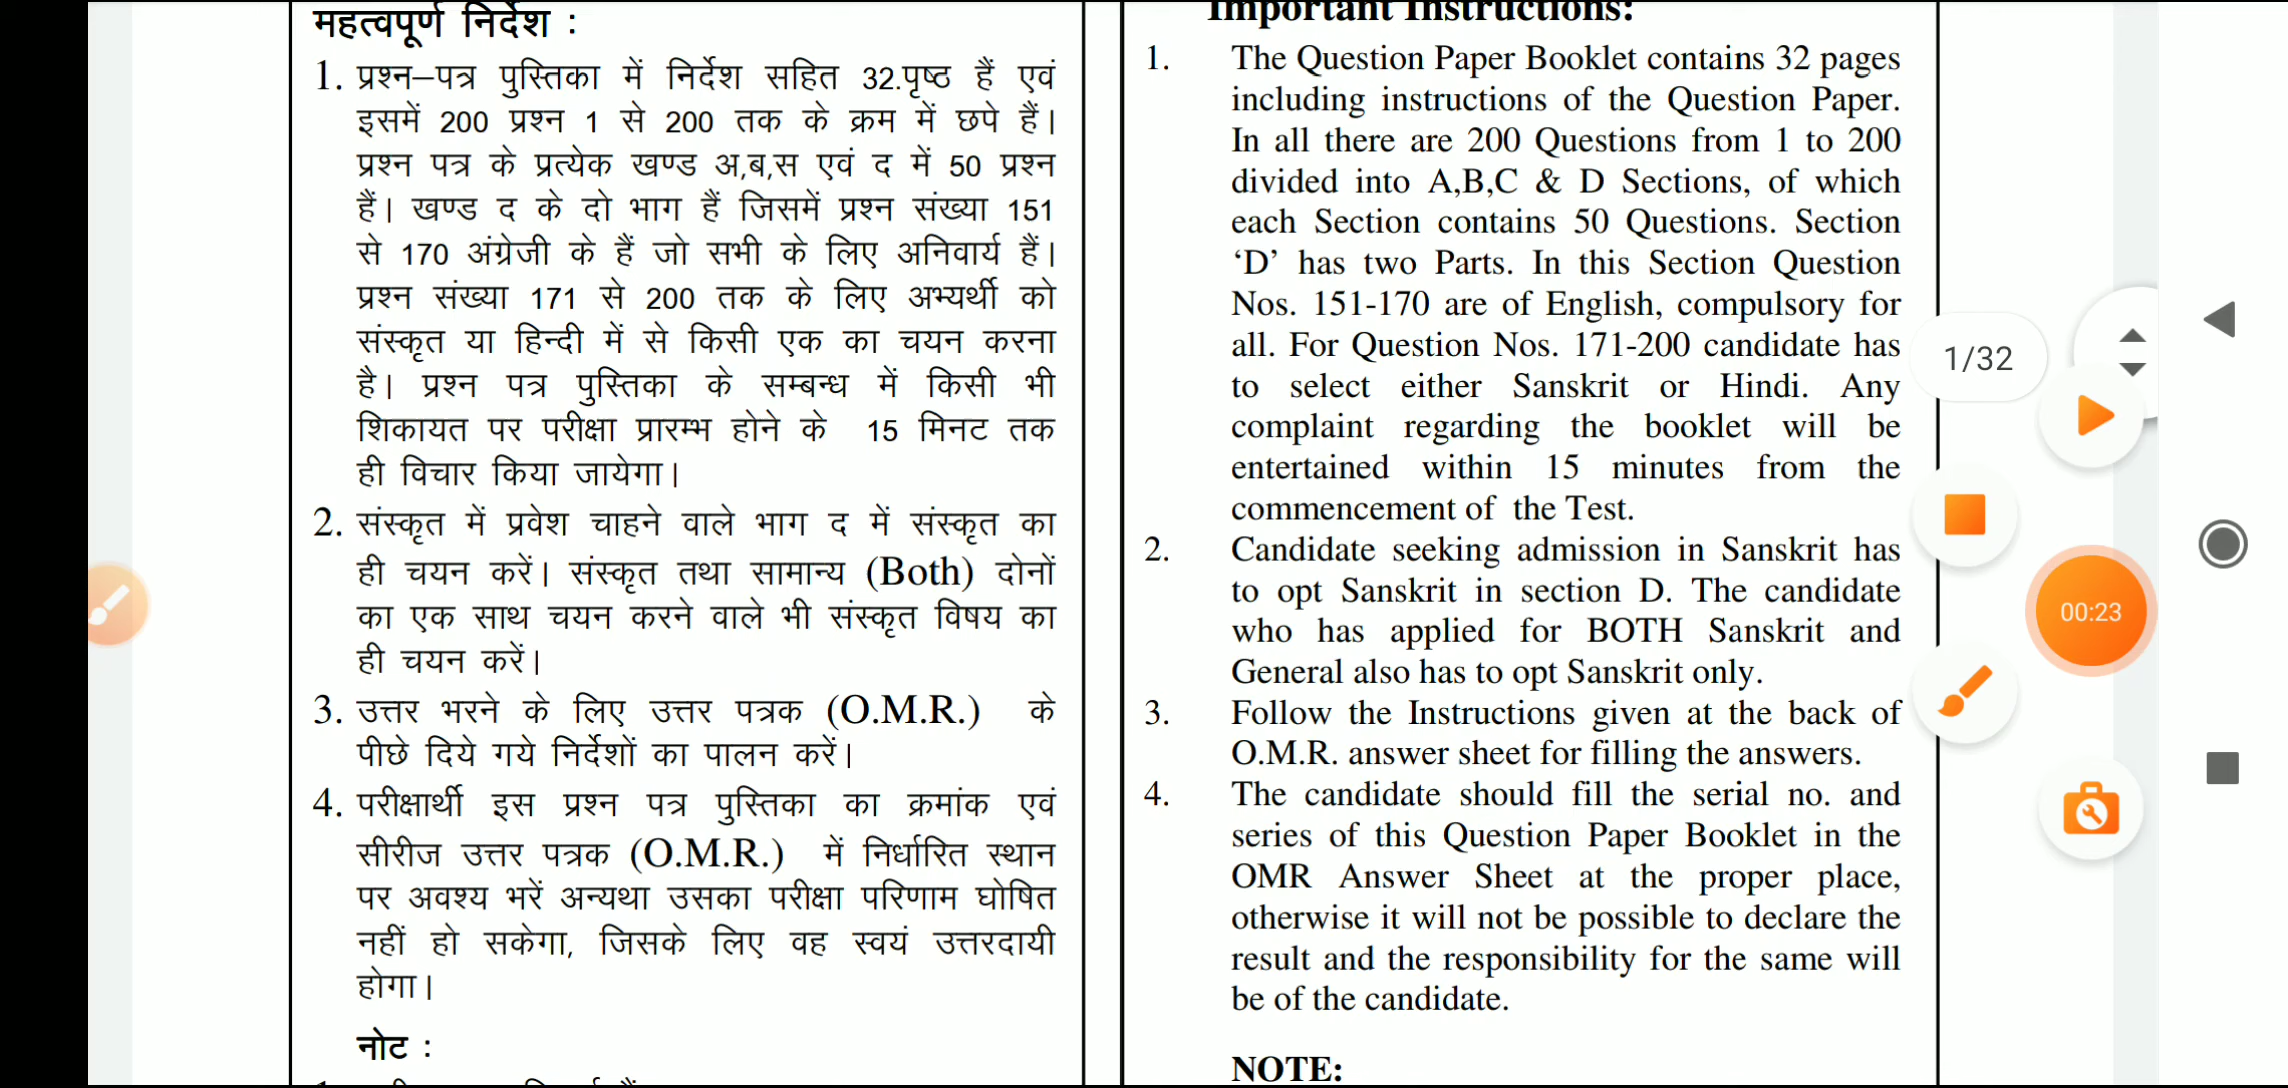 महत्वपूर्ण निर्देश :
1. प्रश्न–पत्र पुस्तिका में निर्देश सहित 32.पृष्ठ हैं एवं
इसमें 200 प्रश्न 1 से 200 तक के क्रम में छपे हैं।
प्रश्न पत्र के प्रत्येक खण्ड अ,ब,स एवं द में 50 प्रश्न
हैं। खण्ड द के दो भाग हैं जिसमें प्रश्न संख्या 151
से 170 अंग्रेजी के हैं जो सभी के लिए अनिवार्य हैं।
प्रश्न संख्या 171 से 200 तक के लिए अभ्यर्थी को
संस्कृत या हिन्दी में से किसी एक का चयन करना
है। प्रश्न पत्र पुस्तिका के सम्बन्ध में किसी भी
शिकायत पर परीक्षा प्रारम्भ होने के 15 मिनट तक
ही विचार किया जायेगा।
2. संस्कृत में प्रवेश चाहने वाले भाग द में संस्कृत का
ही चयन करें। संस्कृत तथा सामान्य (Both) दोनों
का एक साथ चयन करने वाले भी संस्कृत विषय का
ही चयन करें।
3. उत्तर भरने के लिए उत्तर पत्रक (O.M.R.) के
पीछे दिये गये निर्देशों का पालन करें।
4. परीक्षार्थी इस प्रश्न पत्र पुस्तिका का क्रमांक एवं
सीरीज उत्तर पत्रक (O.M.R.) में निर्धारित स्थान
पर अवश्य भरें अन्यथा उसका परीक्षा परिणाम घोषित
नहीं हो सकेगा, जिसके लिए वह स्वयं उत्तरदायी
होगा।
नोट :
Important Instructions:
1. The Question Paper Booklet contains 32 pages
including instructions of the Question Paper.
In all there are 200 Questions from 1 to 200
divided into A,B,C & D Sections, of which
each Section contains 50 Questions. Section
‘D’ has two Parts. In this Section Question
Nos. 151-170 are of English, compulsory for
all. For Question Nos. 171-200 candidate has
to select either Sanskrit or Hindi. Any
complaint regarding the booklet will be
entertained within 15 minutes from the
commencement of the Test.
2. Candidate seeking admission in Sanskrit has
to opt Sanskrit in section D. The candidate
who has applied for BOTH Sanskrit and
General also has to opt Sanskrit only.
3. Follow the Instructions given at the back of
O.M.R. answer sheet for filling the answers.
4. The candidate should fill the serial no. and
series of this Question Paper Booklet in the
OMR Answer Sheet at the proper place,
otherwise it will not be possible to declare the
result and the responsibility for the same will
be of the candidate.
NOTE:
1/32
00:23